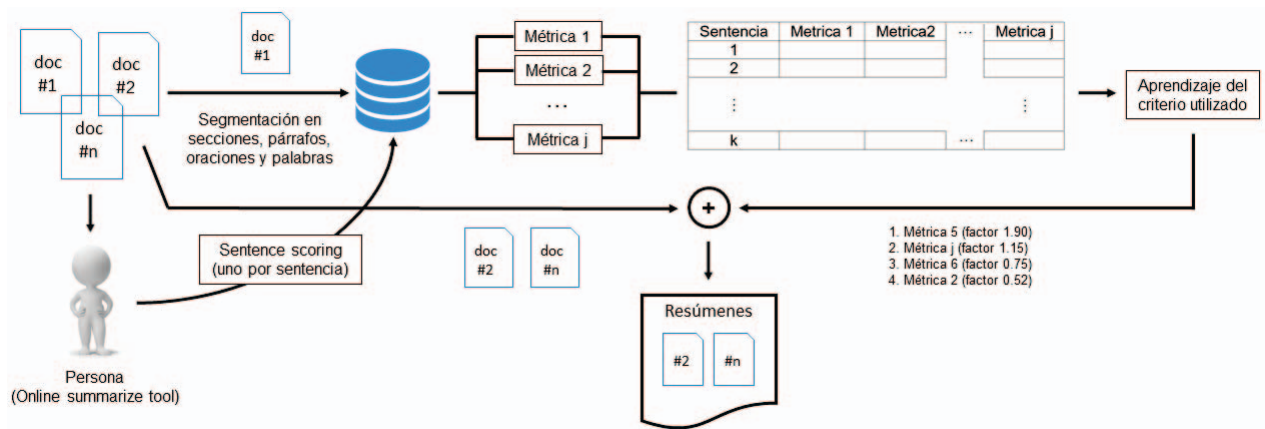 doc
#1
doc
#2
doc
#n
doc
#1
Segmentación en
secciones, párrafos,
oraciones y palabras
Métrica 1
Métrica 2
...
Métrica j
Sentencia Metrica 1 Metrica2 ... Metrica j
1
2
⋮ ⋮
k ...
Aprendizaje del
criterio utilizado
+
1. Métrica 5 (factor 1.90)
2. Métrica j (factor 1.15)
3. Métrica 6 (factor 0.75)
4. Métrica 2 (factor 0.52)
Sentence scoring
(uno por sentencia)
doc
#2
doc
#n
Resúmenes
#2
#n
Persona
(Online summarize tool)